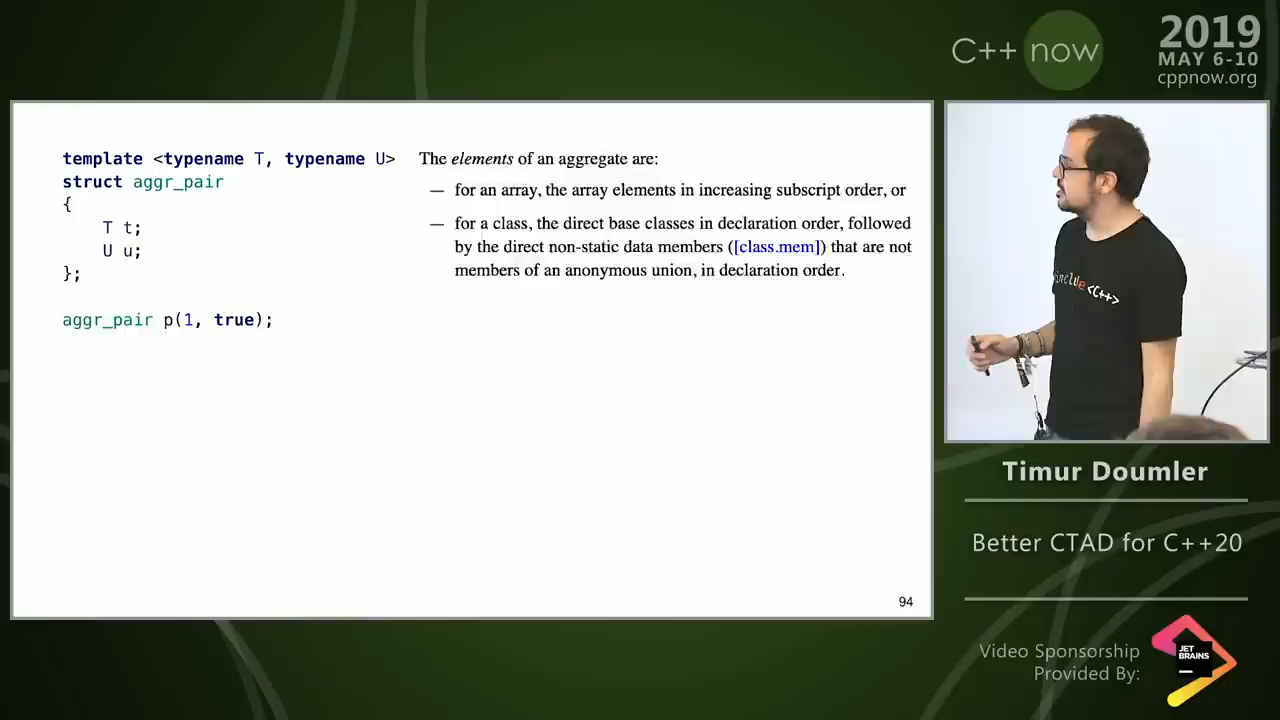 C++ now
2019
MAY 6-10
cppnow.org
template <typename T, typename U>
struct aggr_pair
{
    T t;
    U u;
};
aggr_pair p(1, true);
The elements of an aggregate are:
— for an array, the array elements in increasing subscript order, or
— for a class, the direct base classes in declaration order, followed
by the direct non-static data members ([class.mem]) that are not
members of an anonymous union, in declaration order.
94
#include <C++>
Timur Doumler
Better CTAD for C++20
Video Sponsorship
Provided By:
JET
BRAINS